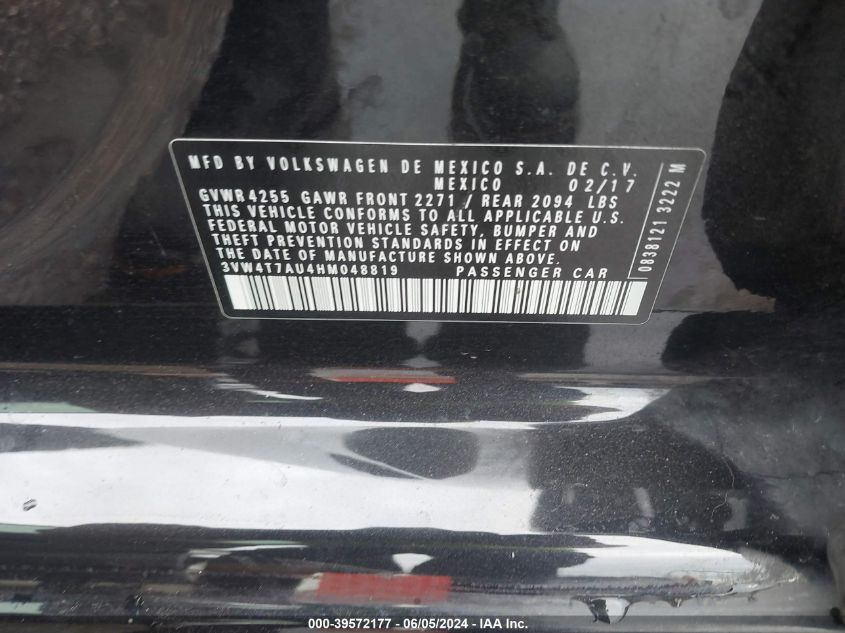 MFD BY VOLKSWAGEN DE MEXICO S.A. DE C.V.
MEXICO 02/17
GVWR 4255 GAWR FRONT 2271 / REAR 2094 LBS
THIS VEHICLE CONFORMS TO ALL APPLICABLE U.S.
FEDERAL MOTOR VEHICLE SAFETY, BUMPER AND
THEFT PREVENTION STANDARDS IN EFFECT ON
THE DATE OF MANUFACTURE SHOWN ABOVE.
3VW4T7AU4HM048819 PASSENGER CAR
0838121 3222 M
000-39572177 - 06/05/2024 - IAA Inc.